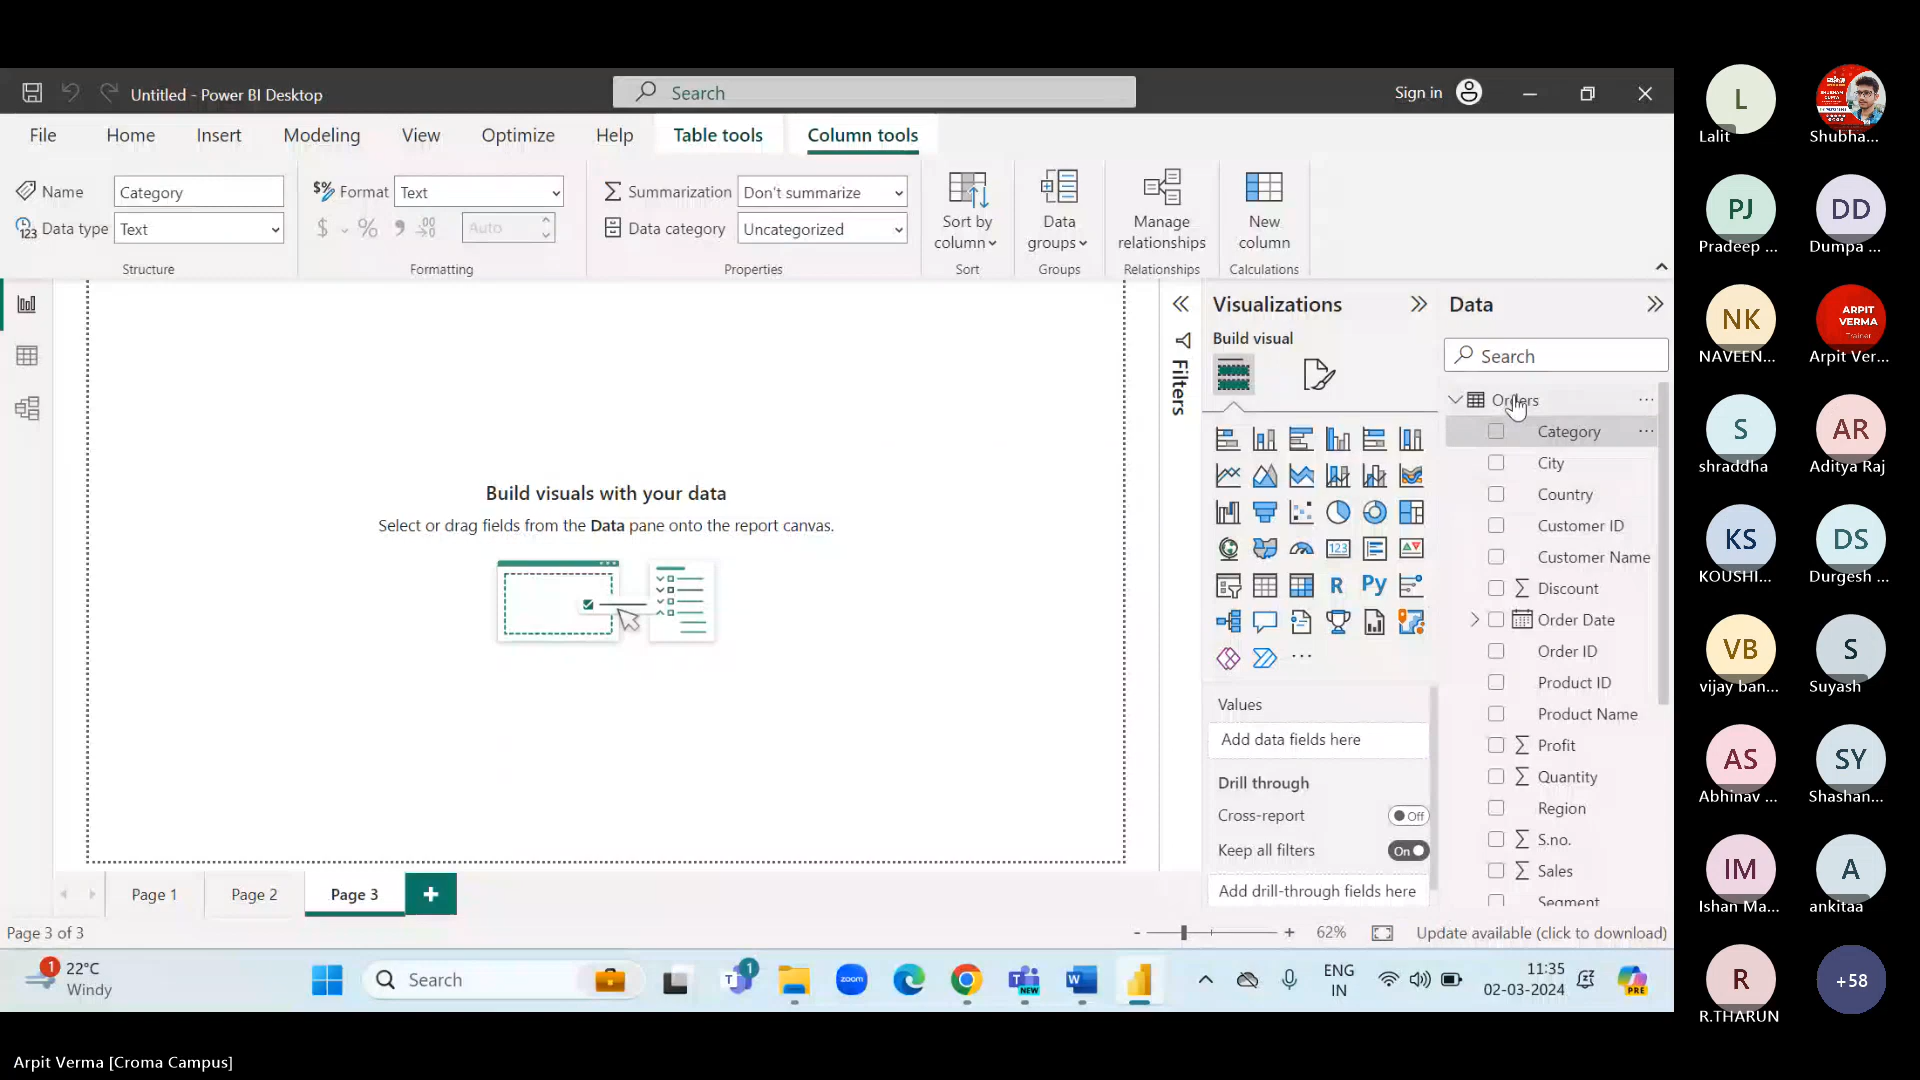 Untitled - Power BI Desktop
Search
Sign in
File Home Insert Modeling View Optimize Help Table tools Column tools
Name Category
Format Text
Summarization Don't summarize
Data type Text
$ % Auto
Data category Uncategorized
Sort by column
Data groups
Manage relationships
New column
Structure Formatting Properties Sort Groups Relationships Calculations
Build visuals with your data
Select or drag fields from the Data pane onto the report canvas.
Filters
Visualizations
Build visual
R Py
123
Values
Add data fields here
Drill through
Cross-report Off
Keep all filters On
Add drill-through fields here
Data
Search
Orders
Category
City
Country
Customer ID
Customer Name
Discount
Order Date
Order ID
Product ID
Product Name
Profit
Quantity
Region
S.no.
Sales
Segment
Page 1 Page 2 Page 3 +
Page 3 of 3
- + 62%
Update available (click to download)
1
22°C
Windy
Search
1
zoom
NEW
ENG
IN
11:35
02-03-2024
PRE
L
Lalit
Shubha...
PJ
Pradeep ...
DD
Dumpa ...
NK
NAVEEN...
ARPIT
VERMA
Trainer
Arpit Ver...
S
shraddha
AR
Aditya Raj
KS
KOUSHI...
DS
Durgesh ...
VB
vijay ban...
S
Suyash
AS
Abhinav ...
SY
Shashan...
IM
Ishan Ma...
A
ankitaa
R
R.THARUN
+58
Arpit Verma [Croma Campus]